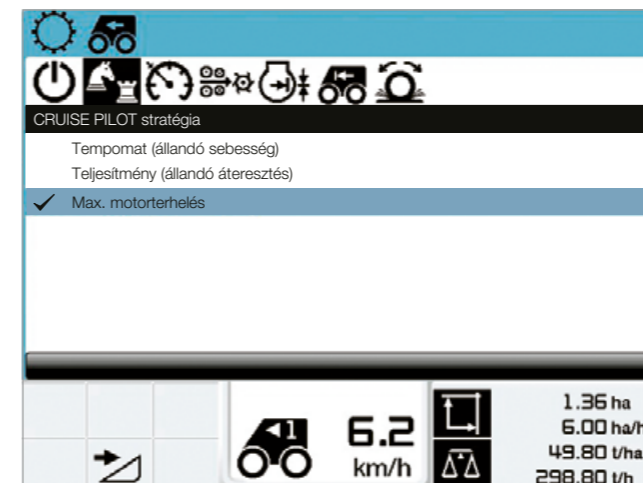 CRUISE PILOT stratégia
Tempomat (állandó sebesség)
Teljesítmény (állandó áteresztés)
Max. motorterhelés
1
6.2
km/h
1.36 ha
6.00 ha/h
49.80 t/ha
298.80 t/h